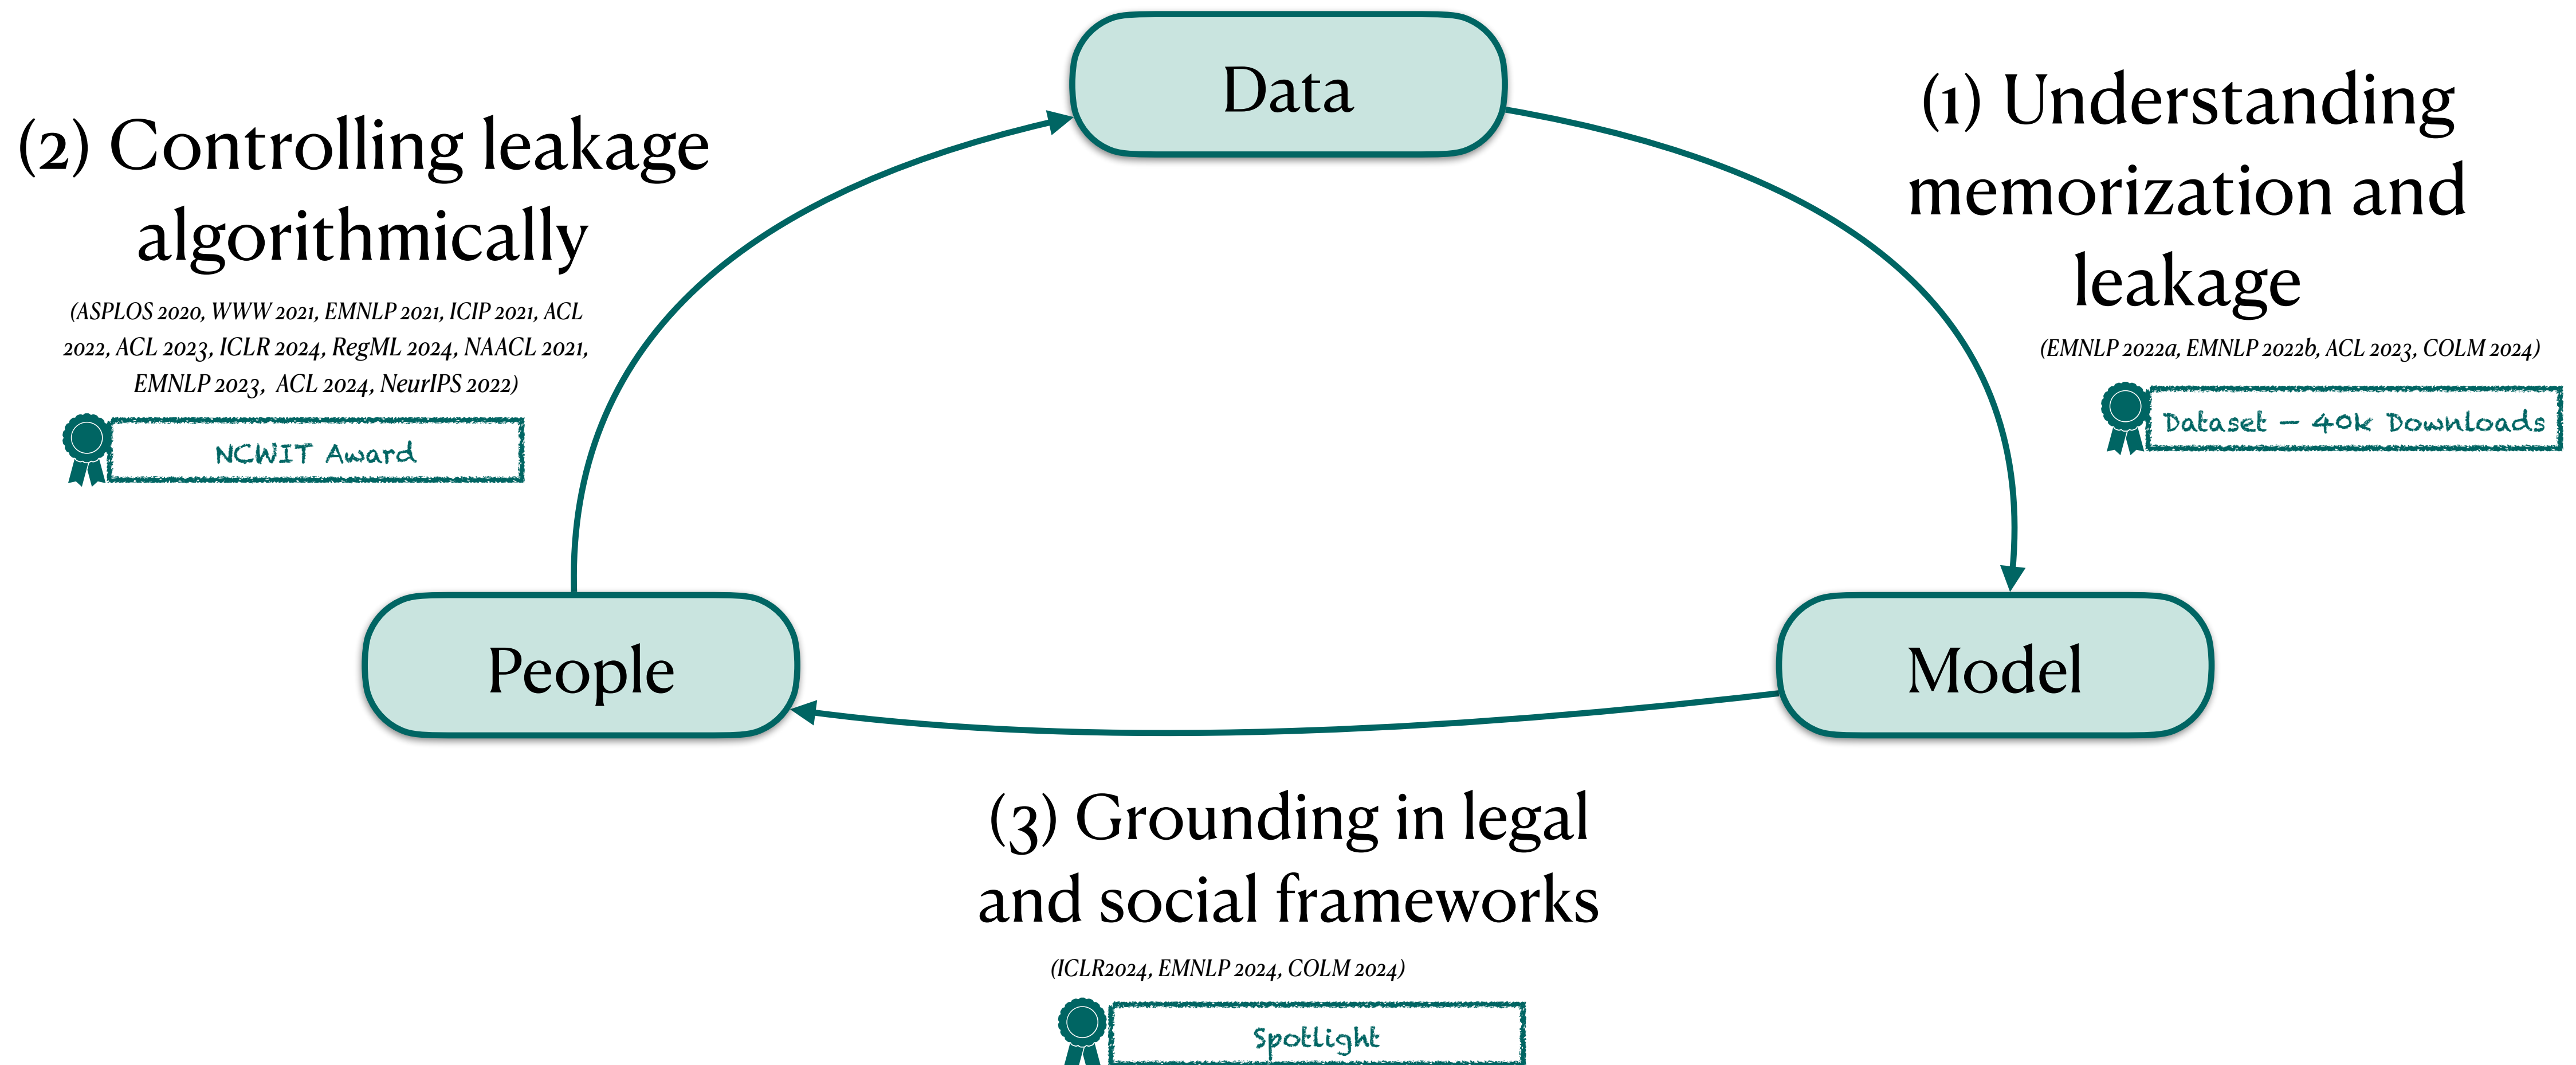 Data
(1) Understanding
memorization and
leakage
(EMNLP 2022a, EMNLP 2022b, ACL 2023, COLM 2024)
Dataset – 40k Downloads
(2) Controlling leakage
algorithmically
(ASPLOS 2020, WWW 2021, EMNLP 2021, ICIP 2021, ACL
2022, ACL 2023, ICLR 2024, RegML 2024, NAACL 2021,
EMNLP 2023, ACL 2024, NeurIPS 2022)
NCWIT Award
People
Model
(3) Grounding in legal
and social frameworks
(ICLR2024, EMNLP 2024, COLM 2024)
Spotlight